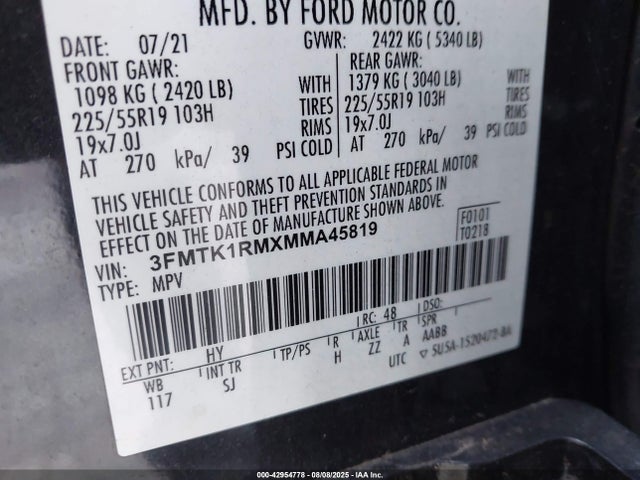 MFD. BY FORD MOTOR CO.
DATE: 07/21 GVWR: 2422 KG ( 5340 LB)
FRONT GAWR: REAR GAWR:
1098 KG ( 2420 LB) WITH 1379 KG ( 3040 LB) WITH
225/55R19 103H TIRES 225/55R19 103H TIRES
19x7.0J RIMS 19x7.0J RIMS
AT 270 kPa/ 39 PSI COLD AT 270 kPa/ 39 PSI COLD
THIS VEHICLE CONFORMS TO ALL APPLICABLE FEDERAL MOTOR
VEHICLE SAFETY AND THEFT PREVENTION STANDARDS IN
EFFECT ON THE DATE OF MANUFACTURE SHOWN ABOVE.
F0101
T0218
VIN: 3FMTK1RMXMMA45819
TYPE: MPV
RC: 48 DSO:
EXT PNT: HY TP/PS R AXLE TR SPR
H ZZ A AABB
WB INT TR
117 SJ
UTC ▽ SU5A-1520472-BA
000-42954778 - 08/08/2025 - IAA Inc.